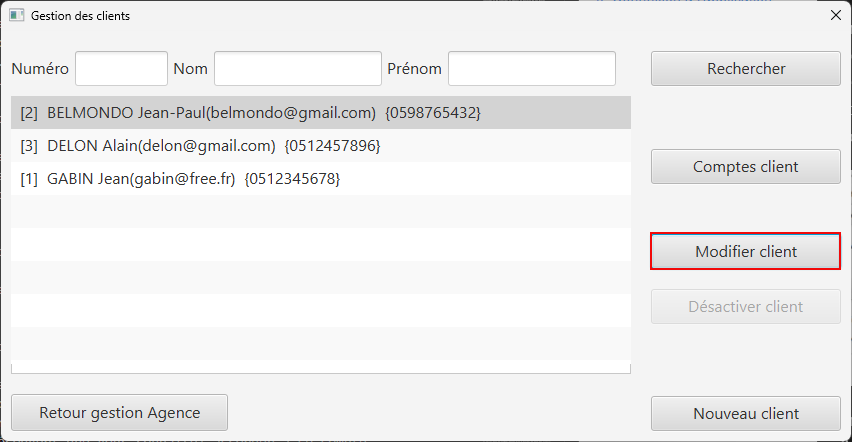 Gestion des clients
Numéro Nom Prénom Rechercher
[2] BELMONDO Jean-Paul(belmondo@gmail.com) {0598765432}
[3] DELON Alain(delon@gmail.com) {0512457896}
[1] GABIN Jean(gabin@free.fr) {0512345678}
Comptes client
Modifier client
Désactiver client
Retour gestion Agence
Nouveau client